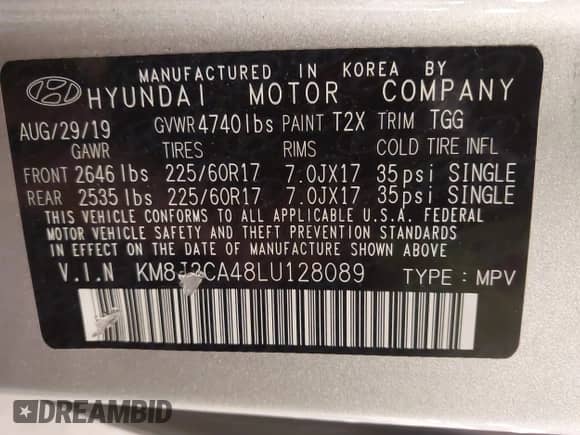 MANUFACTURED IN KOREA BY
HYUNDAI MOTOR COMPANY
AUG/29/19 GVWR 4740lbs PAINT T2X TRIM TGG
GAWR TIRES RIMS COLD TIRE INFL
FRONT 2646lbs 225/60R17 7.0JX17 35psi SINGLE
REAR 2535lbs 225/60R17 7.0JX17 35psi SINGLE
THIS VEHICLE CONFORMS TO ALL APPLICABLE U.S.A. FEDERAL
MOTOR VEHICLE SAFETY AND THEFT PREVENTION STANDARDS
IN EFFECT ON THE DATE OF MANUFACTURE SHOWN ABOVE.
V.I.N TYPE : MPV
DREAMBID